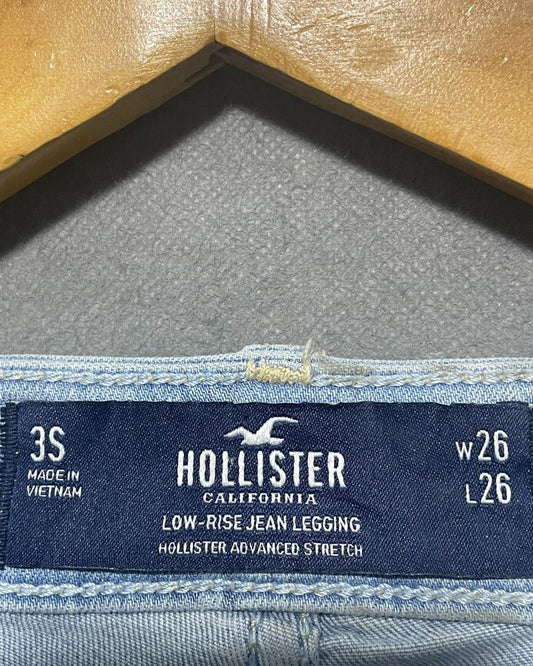 3S
MADE IN
VIETNAM
HOLLISTER
CALIFORNIA
LOW-RISE JEAN LEGGING
HOLLISTER ADVANCED STRETCH
W26
L26